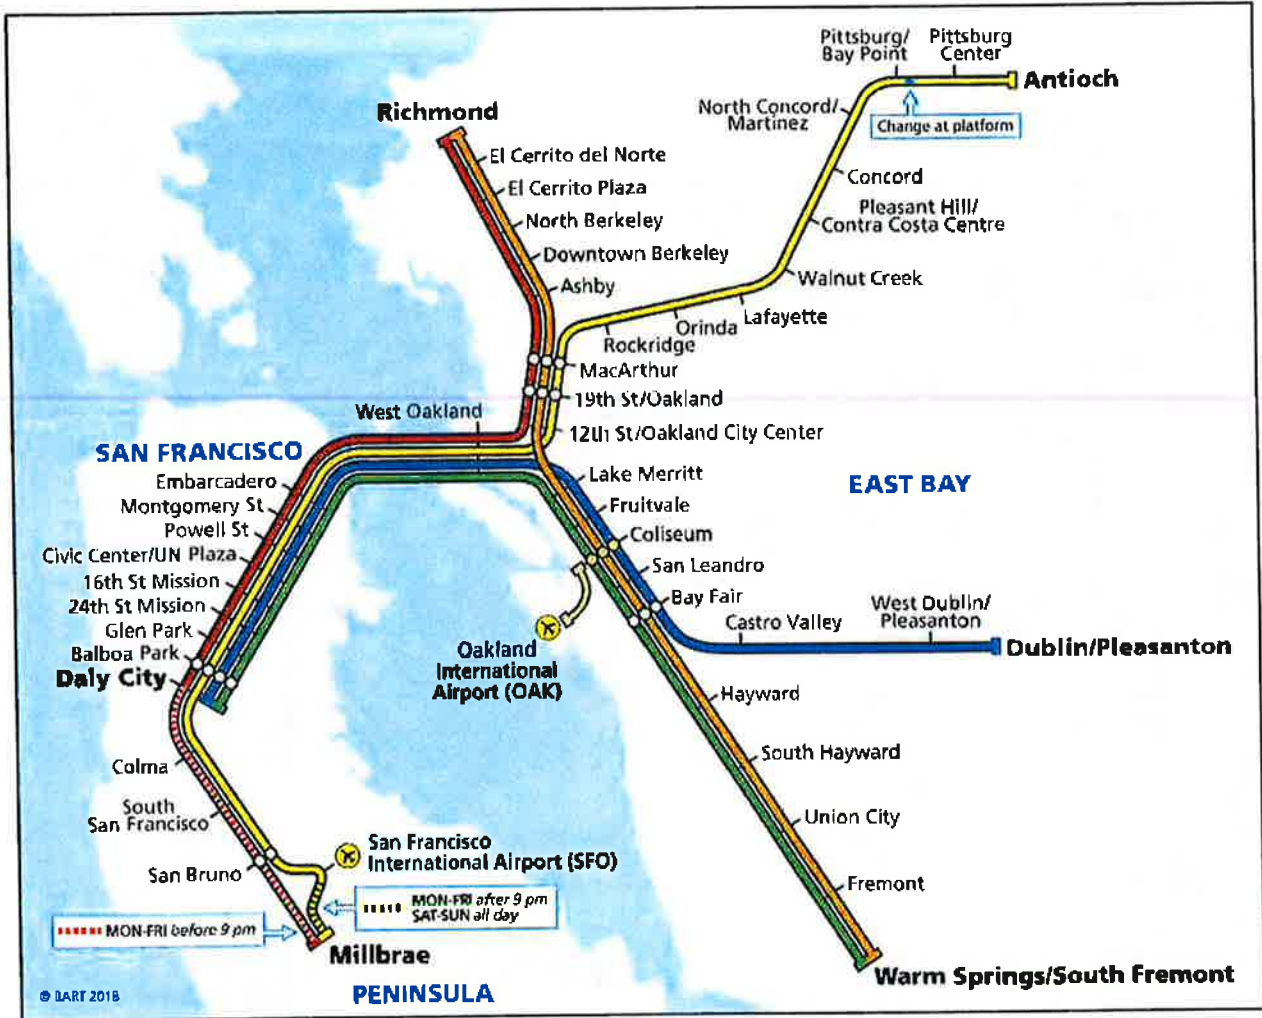 Pittsburg/
Bay Point
Pittsburg
Center
Antioch
North Concord/
Martinez
Change at platform
Richmond
El Cerrito del Norte
El Cerrito Plaza
North Berkeley
Downtown Berkeley
Ashby
Concord
Pleasant Hill/
Contra Costa Centre
Walnut Creek
Lafayette
Orinda
Rockridge
MacArthur
19th St/Oakland
12th St/Oakland City Center
West Oakland
SAN FRANCISCO
Embarcadero
Montgomery St
Powell St
Civic Center/UN Plaza
16th St Mission
24th St Mission
Glen Park
Balboa Park
Daly City
Lake Merritt
Fruitvale
Coliseum
San Leandro
Bay Fair
EAST BAY
Castro Valley
West Dublin/
Pleasanton
Dublin/Pleasanton
Oakland
International
Airport (OAK)
Hayward
South Hayward
Union City
Fremont
Warm Springs/South Fremont
Colma
South
San Francisco
San Bruno
San Francisco
International Airport (SFO)
MON-FRI after 9 pm
SAT-SUN all day
MON-FRI before 9 pm
Millbrae
PENINSULA
© BART 2018